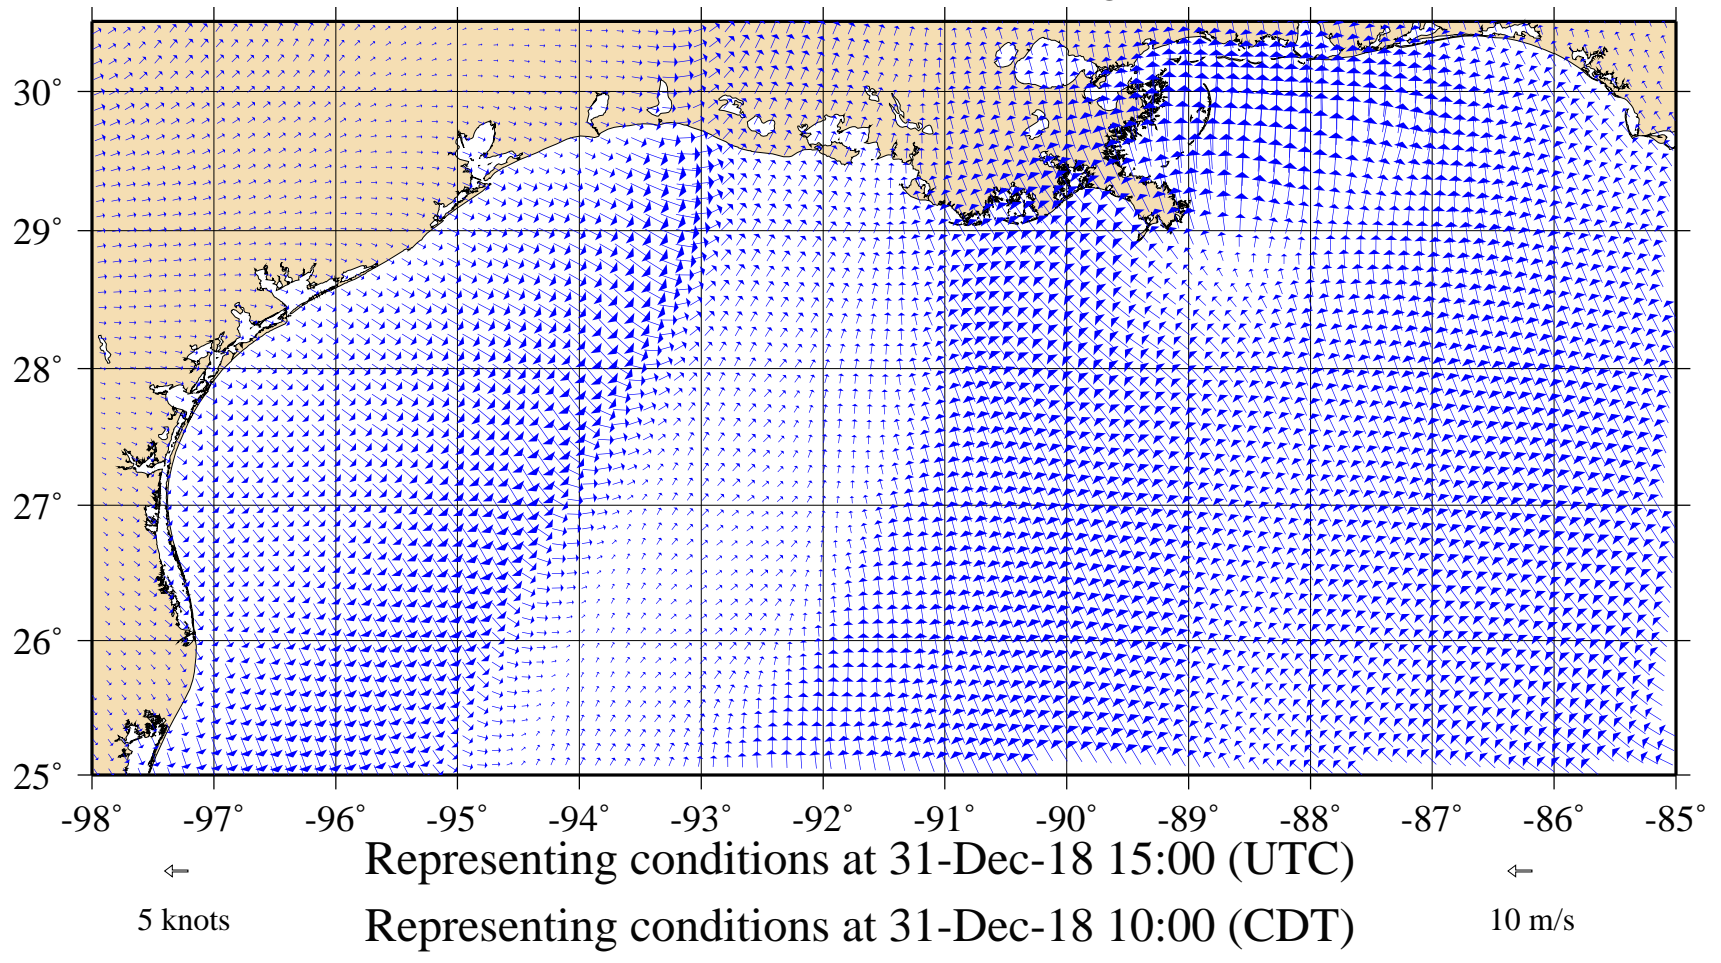 30°
29°
28°
27°
26°
25°
-98° -97° -96° -95° -94° -93° -92° -91° -90° -89° -88° -87° -86° -85°
Representing conditions at 31-Dec-18 15:00 (UTC)
5 knots
10 m/s
Representing conditions at 31-Dec-18 10:00 (CDT)